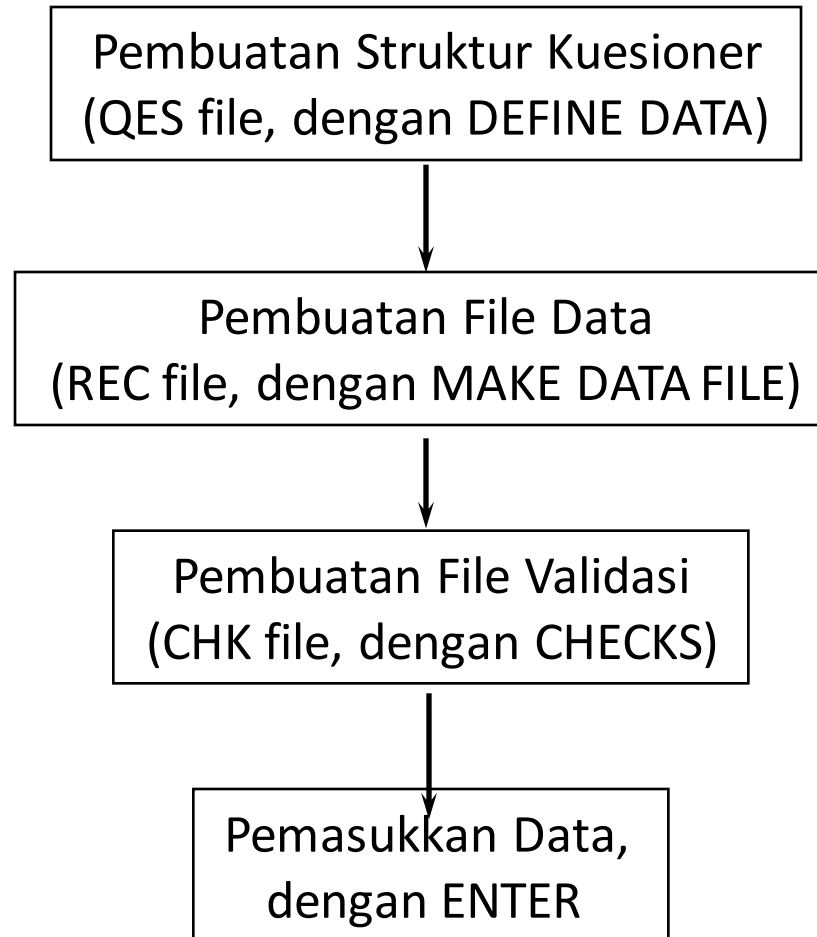 Pembuatan Struktur Kuesioner
(QES file, dengan DEFINE DATA)
Pembuatan File Data
(REC file, dengan MAKE DATA FILE)
Pembuatan File Validasi
(CHK file, dengan CHECKS)
Pemasukkan Data,
dengan ENTER